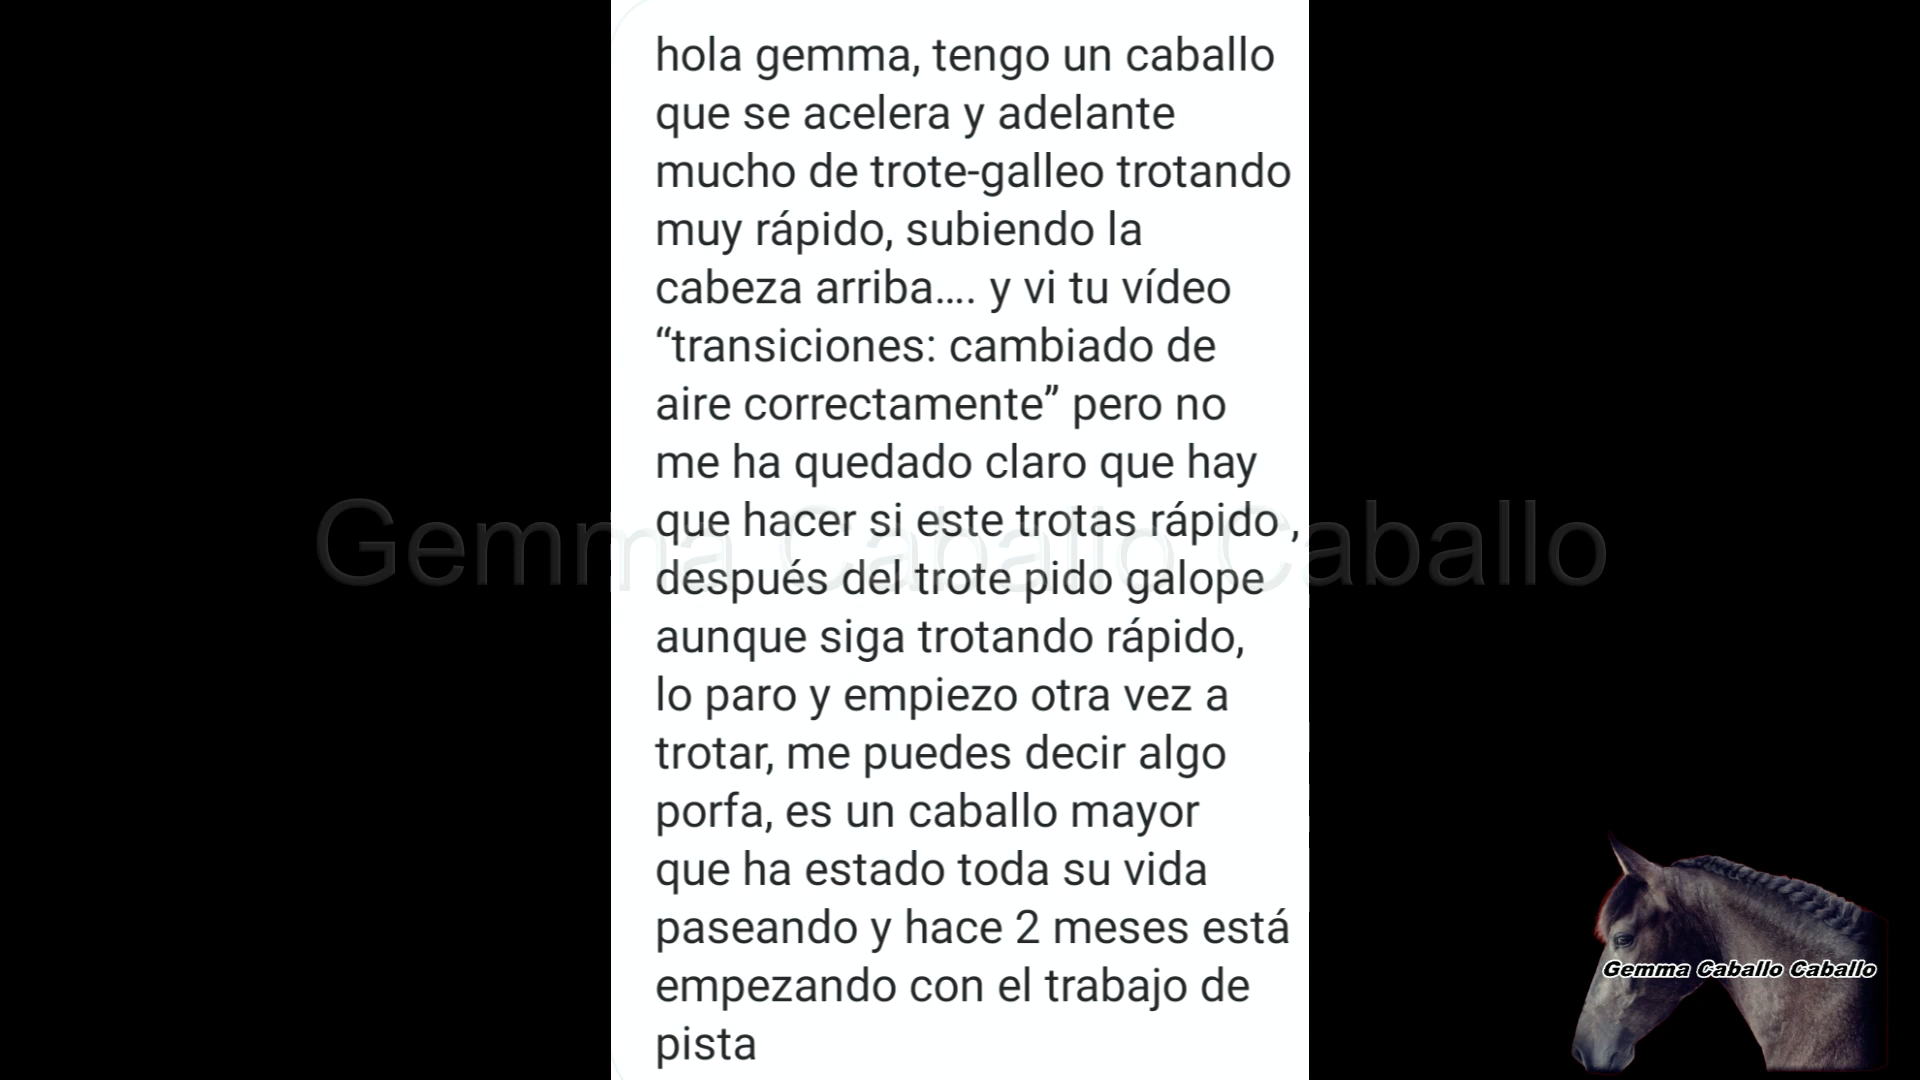 hola gemma, tengo un caballo
que se acelera y adelante
mucho de trote-galleo trotando
muy rápido, subiendo la
cabeza arriba.... y vi tu vídeo
“transiciones: cambiado de
aire correctamente” pero no
me ha quedado claro que hay
que hacer si este trotas rápido ,
después del trote pido galope
aunque siga trotando rápido,
lo paro y empiezo otra vez a
trotar, me puedes decir algo
porfa, es un caballo mayor
que ha estado toda su vida
paseando y hace 2 meses está
empezando con el trabajo de
pista
Gemma Caballo Caballo
Gemma Caballo Caballo